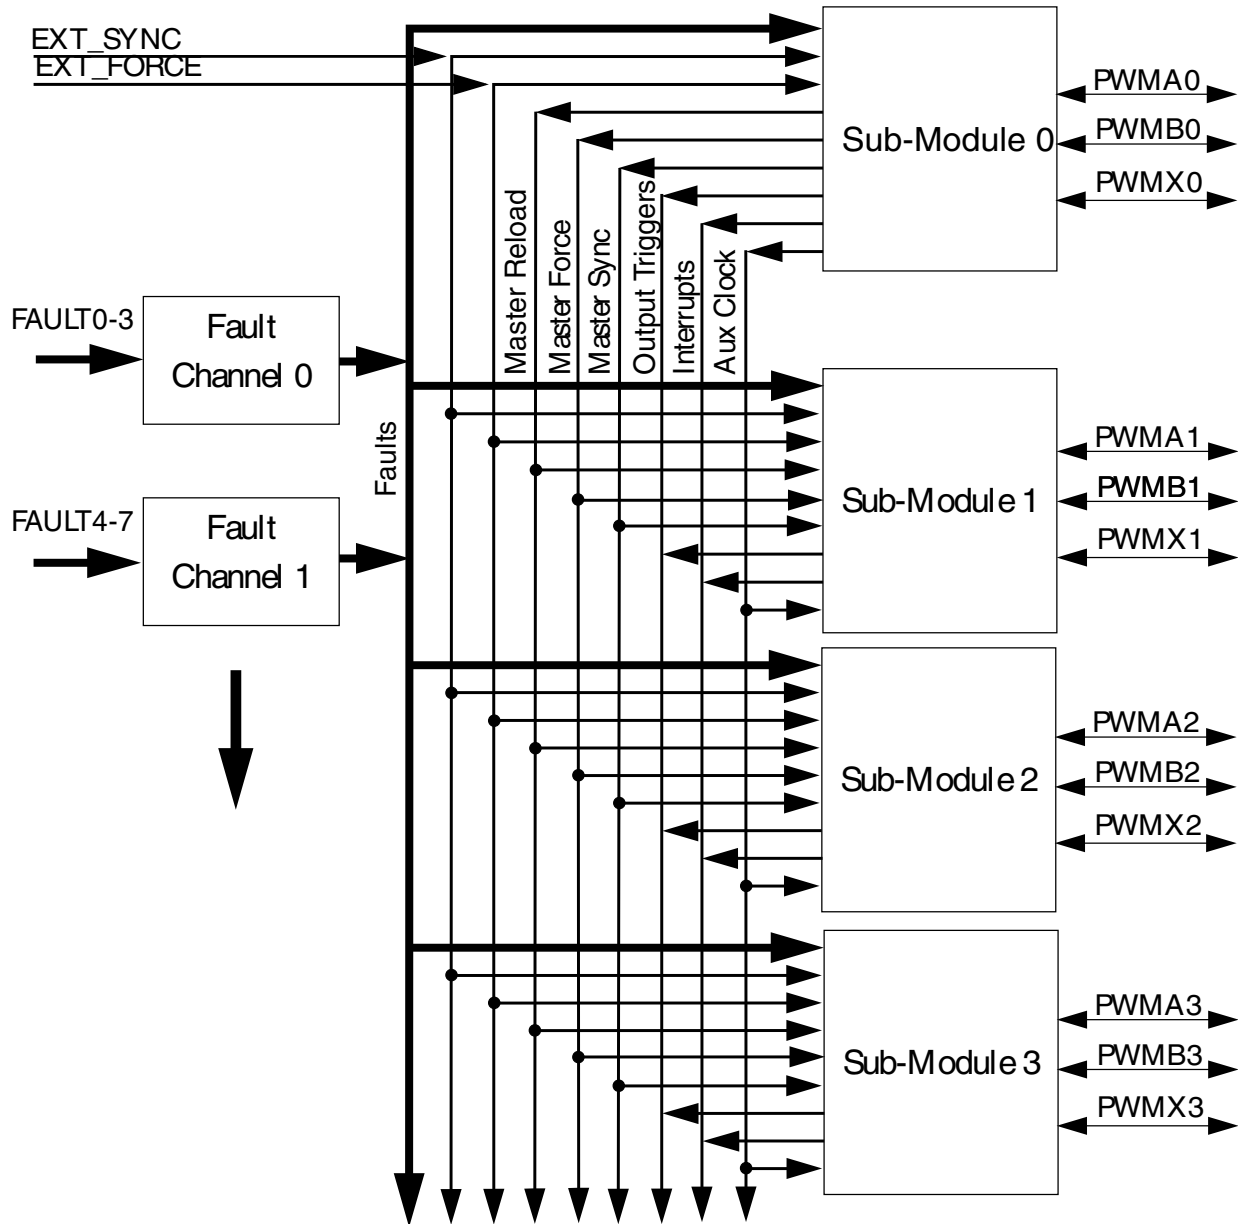 EXT_SYNC
EXT_FORCE
Sub-Module 0
PWMA0
PWMB0
PWMX0
Master Reload
Master Force
Master Sync
Output Triggers
Interrupts
Aux Clock
FAULT0-3
Fault
Channel 0
Faults
FAULT4-7
Fault
Channel 1
Sub-Module 1
PWMA1
PWMB1
PWMX1
Sub-Module 2
PWMA2
PWMB2
PWMX2
Sub-Module 3
PWMA3
PWMB3
PWMX3